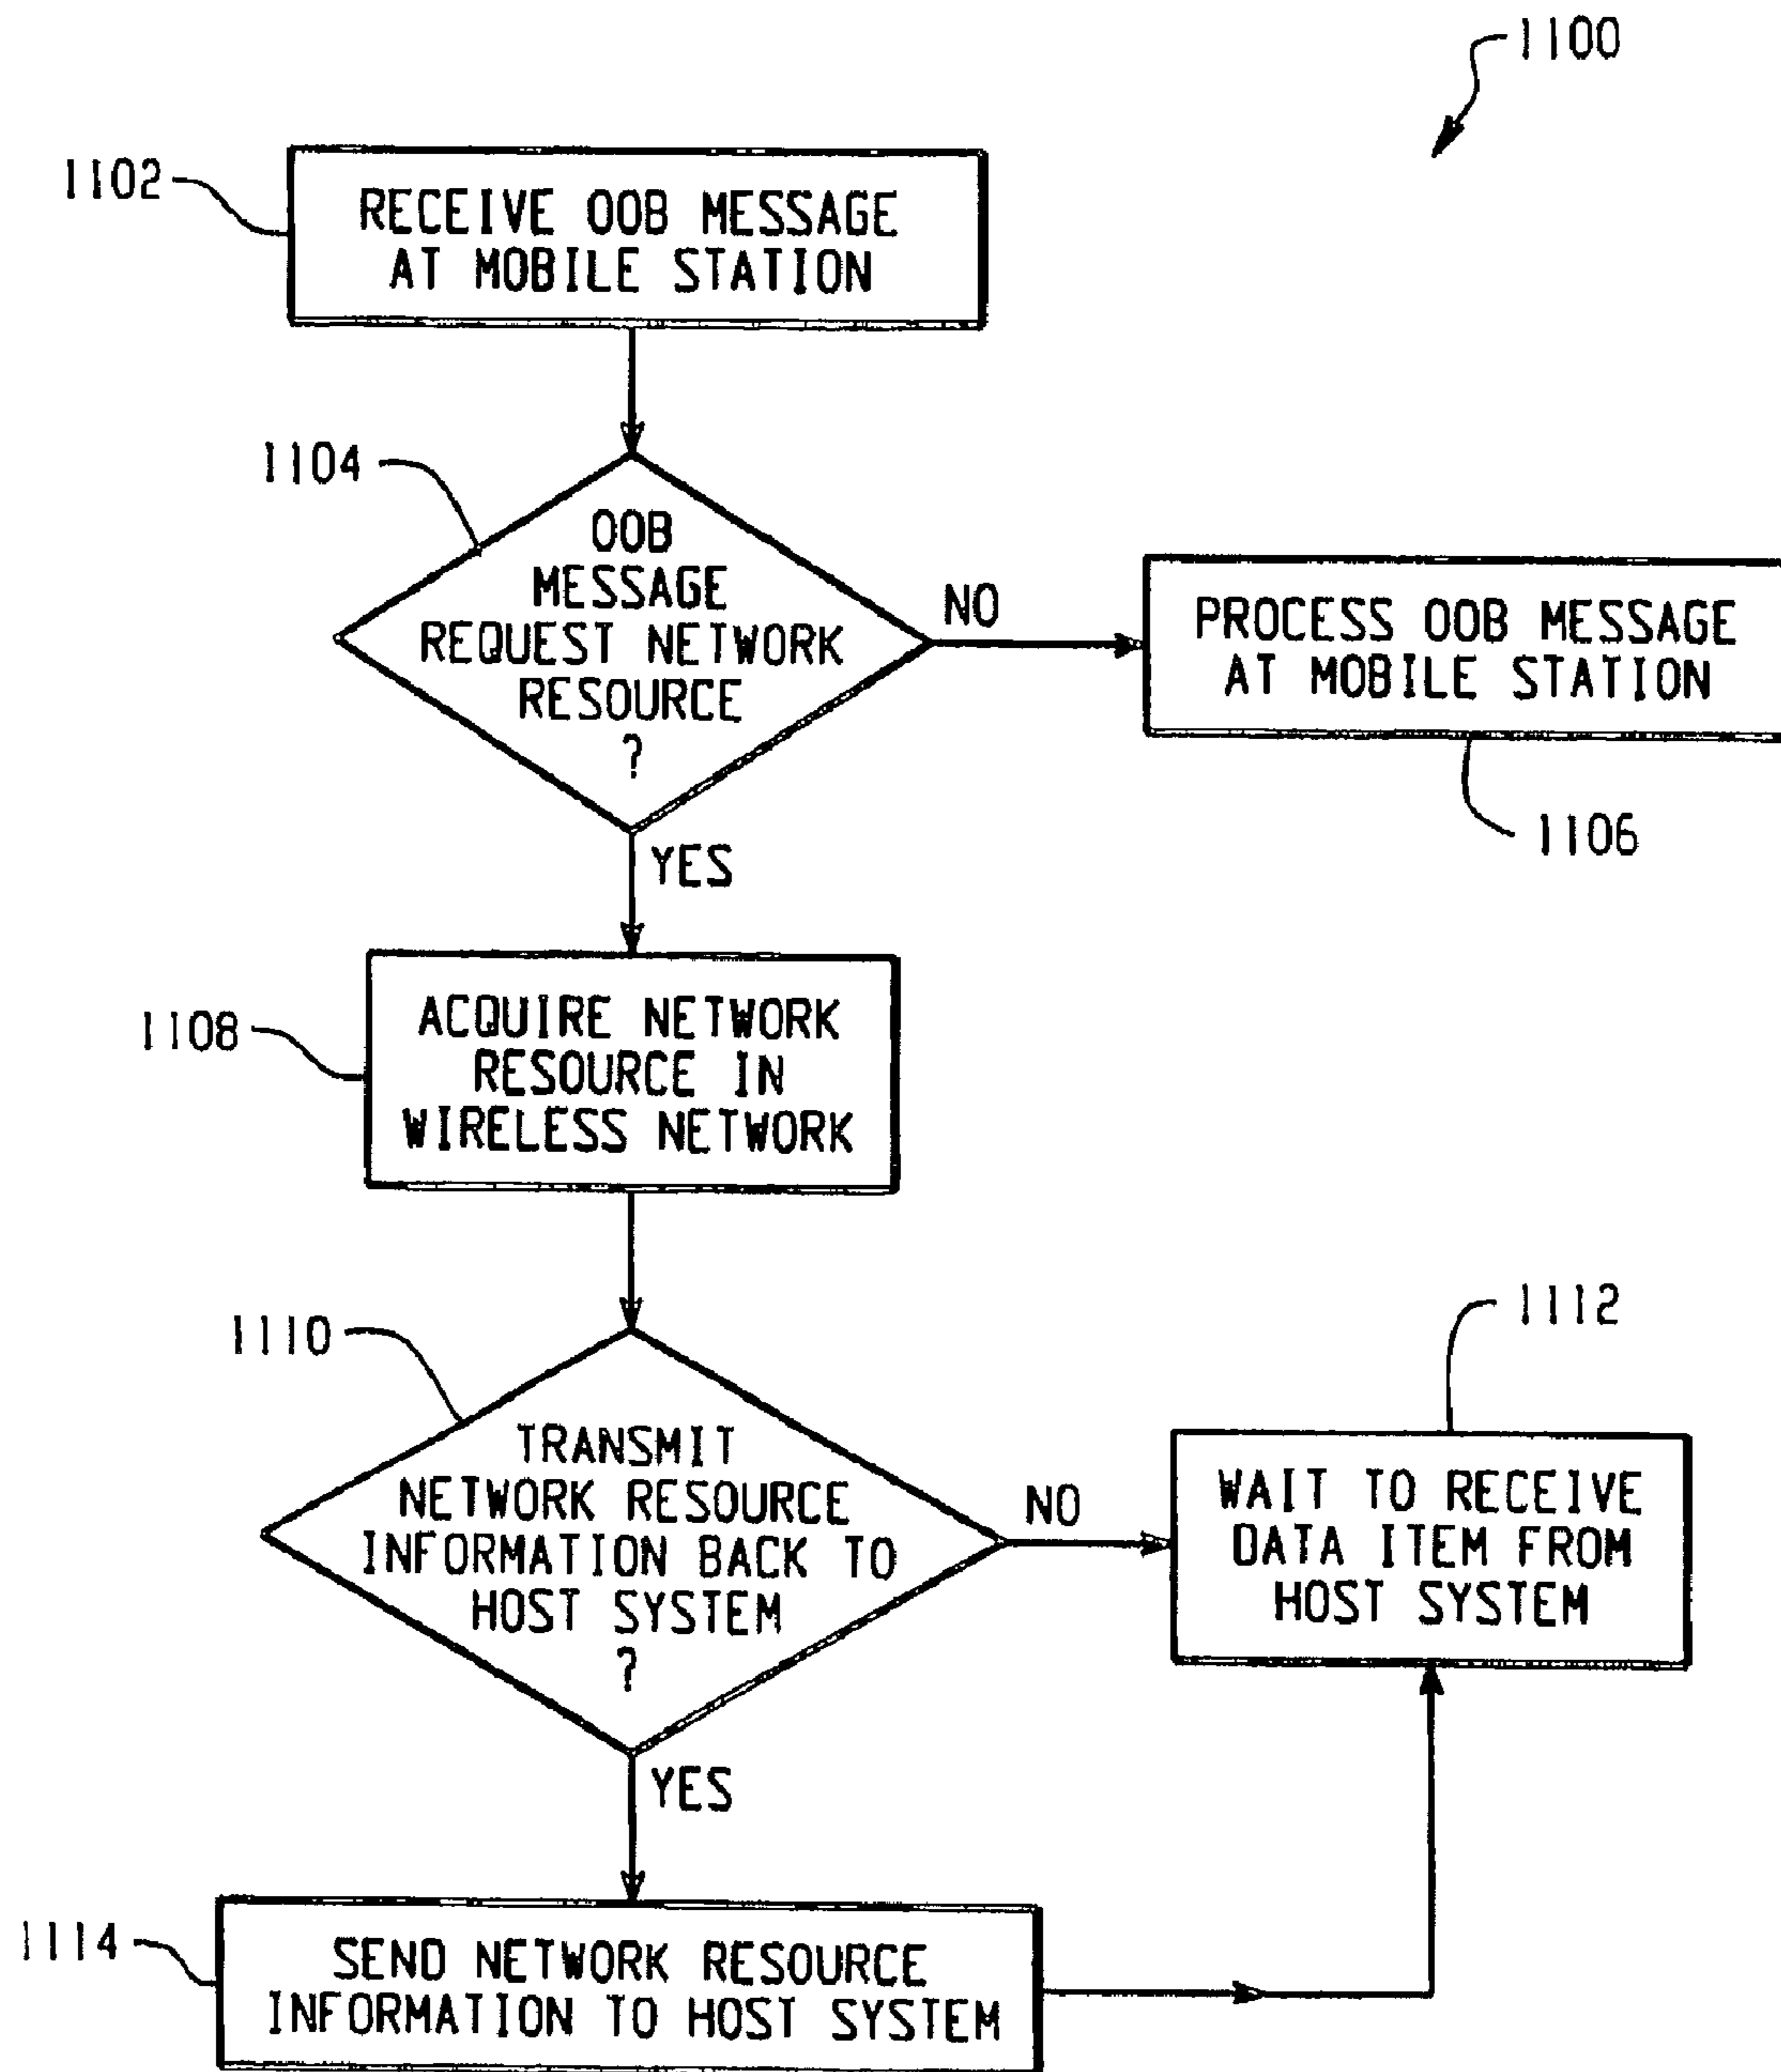 1100
1102
RECEIVE OOB MESSAGE
AT MOBILE STATION
1104
OOB
MESSAGE
REQUEST NETWORK
RESOURCE
?
NO
PROCESS OOB MESSAGE
AT MOBILE STATION
1106
YES
1108
ACQUIRE NETWORK
RESOURCE IN
WIRELESS NETWORK
1110
TRANSMIT
NETWORK RESOURCE
INFORMATION BACK TO
HOST SYSTEM
?
NO
1112
WAIT TO RECEIVE
DATA ITEM FROM
HOST SYSTEM
YES
1114
SEND NETWORK RESOURCE
INFORMATION TO HOST SYSTEM